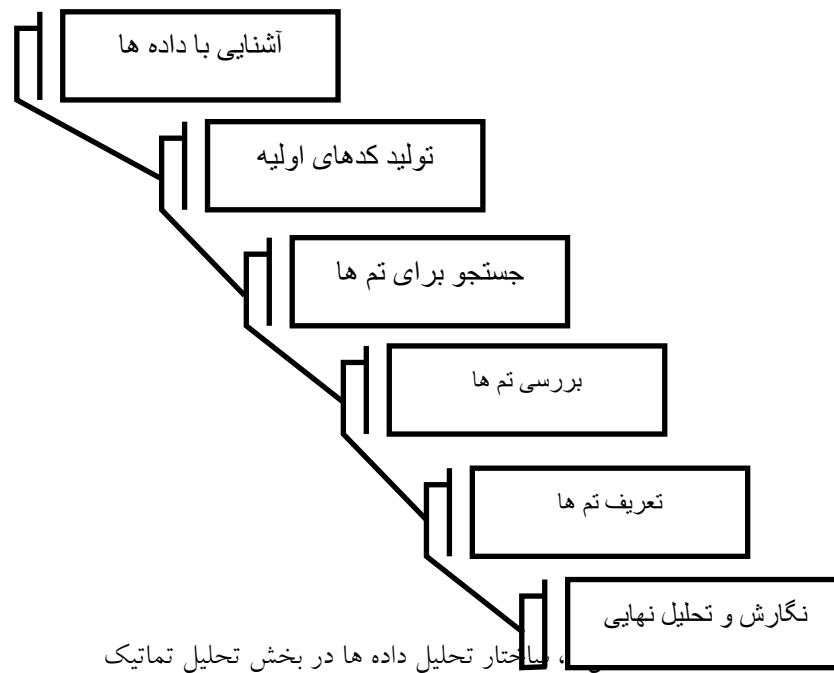 آشنایی با داده ها
تولید کدهای اولیه
جستجو برای تم ها
بررسی تم ها
تعریف تم ها
نگارش و تحلیل نهایی
، ساختار تحلیل داده ها در بخش تحلیل تماتیک